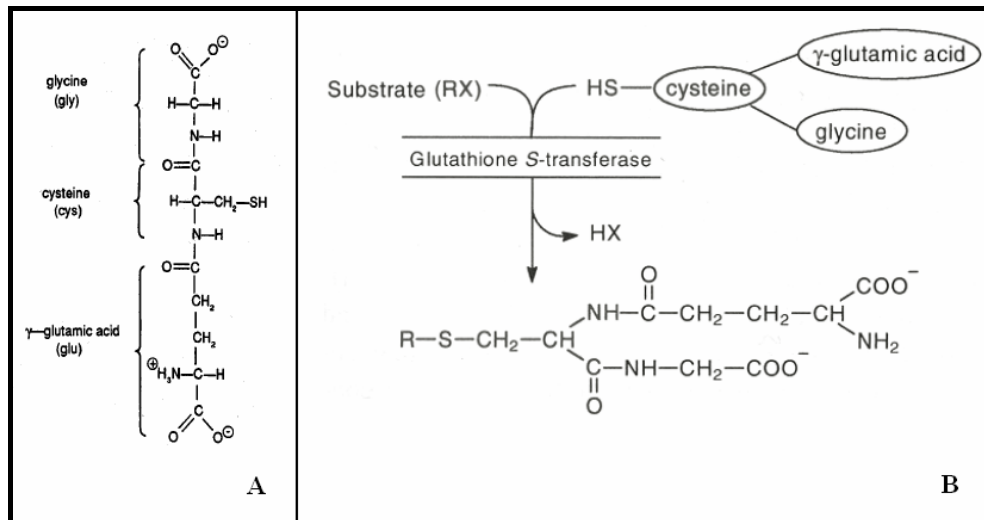 O O⊖
C
glycine
(gly)
H—C—H
N—H
O=C
cysteine
(cys)
H—C—CH2—SH
N—H
O=C
CH2
γ—glutamic acid
(glu)
CH2
⊕H3N—C—H
C
O O⊖
A
Substrate (RX)
HS—cysteine
γ-glutamic acid
glycine
Glutathione S-transferase
HX
O
NH—C—CH2—CH2—CH
COO−
NH2
R—S—CH2—CH
C—NH—CH2—COO−
O
B